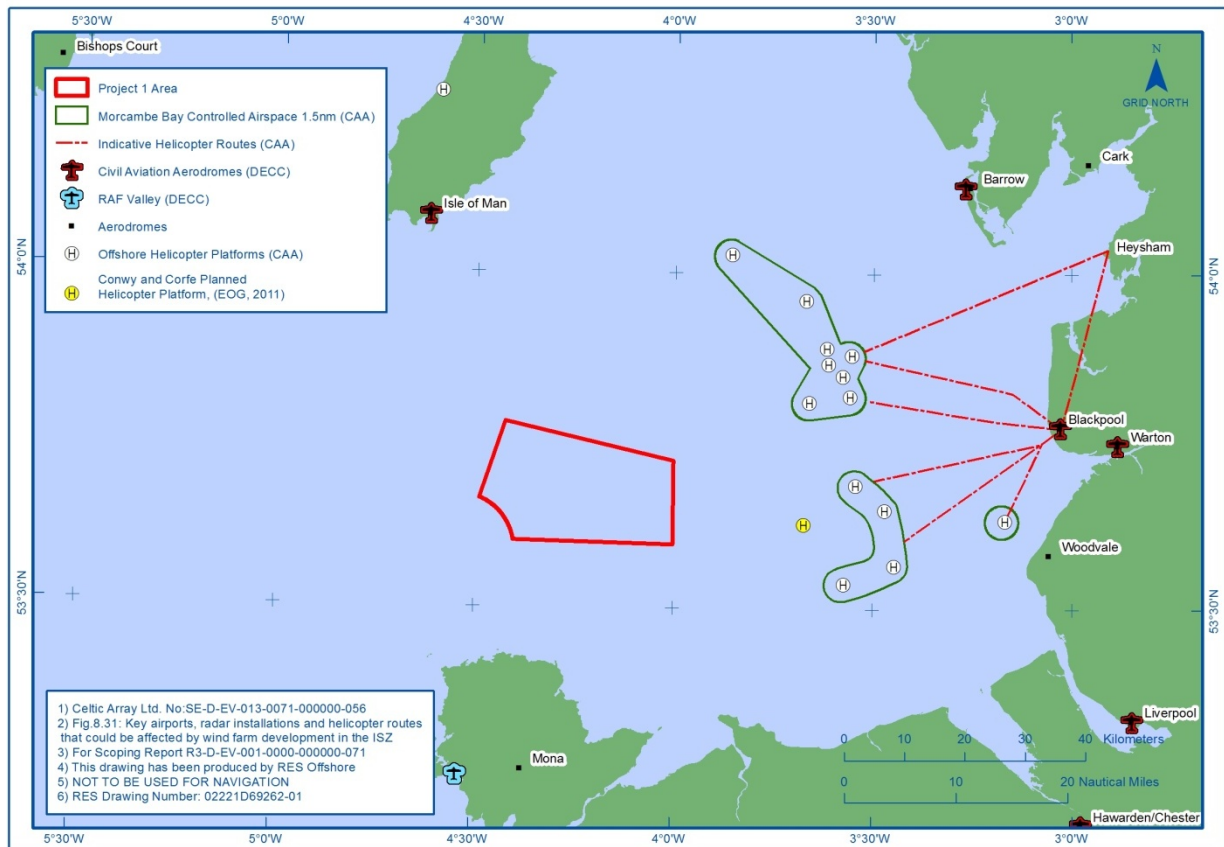 5°30'W
5°0'W
4°30'W
4°0'W
3°30'W
3°0'W
Bishops Court
Project 1 Area
Morcambe Bay Controlled Airspace 1.5nm (CAA)
Indicative Helicopter Routes (CAA)
Civil Aviation Aerodromes (DECC)
RAF Valley (DECC)
Aerodromes
H Offshore Helicopter Platforms (CAA)
Conwy and Corfe Planned
H Helicopter Platform, (EOG, 2011)
H
N
GRID NORTH
Cark
Barrow
Isle of Man
Heysham
54°0'N
54°0'N
H
H
H
H
H
H
H
H
Blackpool
Warton
H
H
H
H
H
H
Woodvale
53°30'N
53°30'N
Liverpool
0 10 20 30 40 Kilometers
0 10 20 Nautical Miles
Mona
Hawarden/Chester
1) Celtic Array Ltd. No:SE-D-EV-013-0071-000000-056
2) Fig.8.31: Key airports, radar installations and helicopter routes
that could be affected by wind farm development in the ISZ
3) For Scoping Report R3-D-EV-001-0000-000000-071
4) This drawing has been produced by RES Offshore
5) NOT TO BE USED FOR NAVIGATION
6) RES Drawing Number: 02221D69262-01
5°30'W
5°0'W
4°30'W
4°0'W
3°30'W
3°0'W